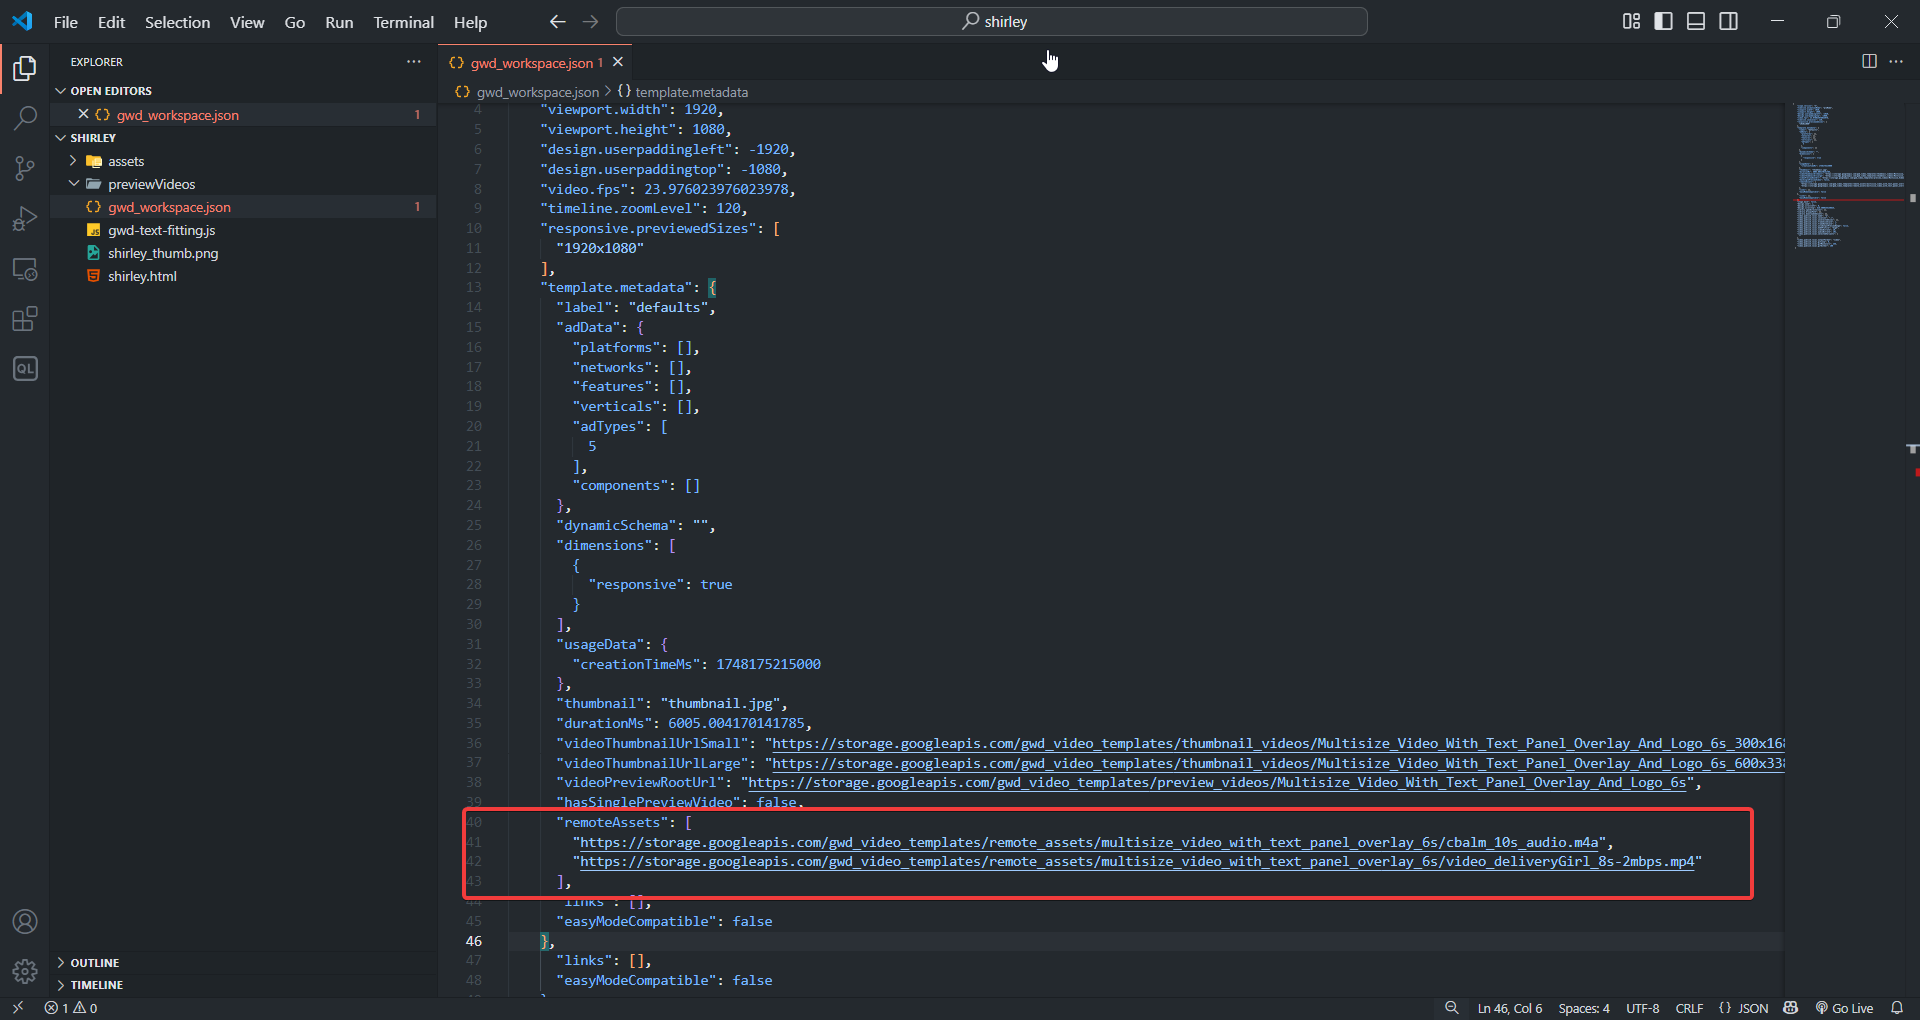 File Edit Selection View Go Run Terminal Help
shirley
EXPLORER
OPEN EDITORS
gwd_workspace.json 1
SHIRLEY
assets
previewVideos
gwd_workspace.json 1
gwd-text-fitting.js
shirley_thumb.png
shirley.html
OUTLINE
TIMELINE
gwd_workspace.json 1
gwd_workspace.json > {} template.metadata
4 "viewport.width": 1920,
5 "viewport.height": 1080,
6 "design.userpaddingleft": -1920,
7 "design.userpaddingtop": -1080,
8 "video.fps": 23.976023976023978,
9 "timeline.zoomLevel": 120,
10 "responsive.previewedSizes": [
11 "1920x1080"
12 ],
13 "template.metadata": {
14 "label": "defaults",
15 "adData": {
16 "platforms": [],
17 "networks": [],
18 "features": [],
19 "verticals": [],
20 "adTypes": [
21 5
22 ],
23 "components": []
24 },
25 "dynamicSchema": "",
26 "dimensions": [
27 {
28 "responsive": true
29 }
30 ],
31 "usageData": {
32 "creationTimeMs": 1748175215000
33 },
34 "thumbnail": "thumbnail.jpg",
35 "durationMs": 6005.004170141785,
36 "videoThumbnailUrlSmall": "https://storage.googleapis.com/gwd_video_templates/thumbnail_videos/Multisize_Video_With_Text_Panel_Overlay_And_Logo_6s_300x168
37 "videoThumbnailUrlLarge": "https://storage.googleapis.com/gwd_video_templates/thumbnail_videos/Multisize_Video_With_Text_Panel_Overlay_And_Logo_6s_600x338
38 "videoPreviewRootUrl": "https://storage.googleapis.com/gwd_video_templates/preview_videos/Multisize_Video_With_Text_Panel_Overlay_And_Logo_6s",
39 "hasSinglePreviewVideo": false,
40 "remoteAssets": [
41 "https://storage.googleapis.com/gwd_video_templates/remote_assets/multisize_video_with_text_panel_overlay_6s/cbalm_10s_audio.m4a",
42 "https://storage.googleapis.com/gwd_video_templates/remote_assets/multisize_video_with_text_panel_overlay_6s/video_deliveryGirl_8s-2mbps.mp4"
43 ],
44 "links": [],
45 "easyModeCompatible": false
46 },
47 "links": [],
48 "easyModeCompatible": false
1 0
Ln 46, Col 6 Spaces: 4 UTF-8 CRLF {} JSON Go Live
QL